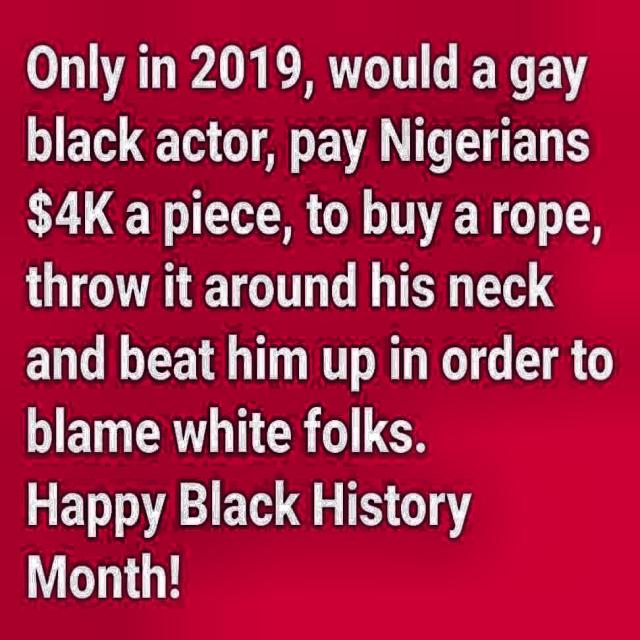 Only in 2019, would a gay
black actor, pay Nigerians
$4K a piece, to buy a rope,
throw it around his neck
and beat him up in order to
blame white folks.
Happy Black History
Month!